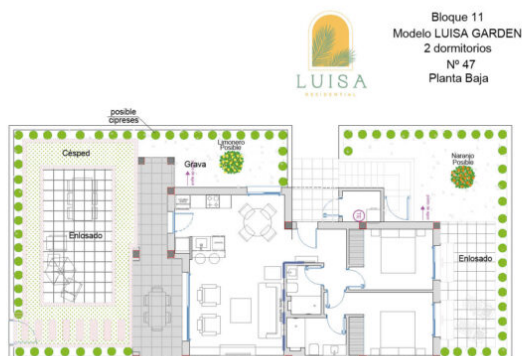 Bloque 11
Modelo LUISA GARDEN
2 dormitorios
Nº 47
Planta Baja
LUISA
RESIDENTIAL
posible
cipreses
Césped
Limonero
Posible
Grava
Naranjo
Posible
Enlosado
Enlosado